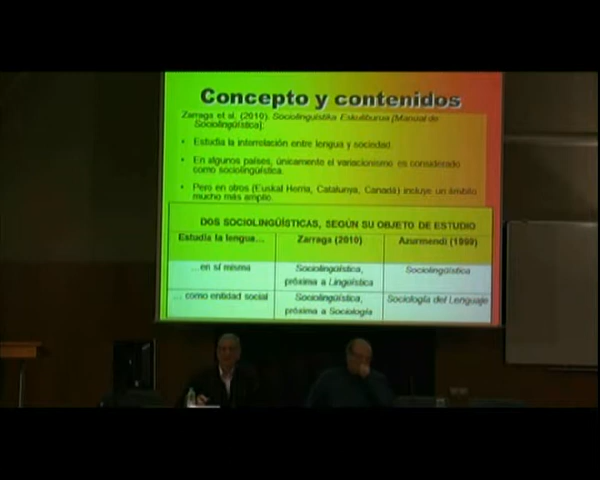 Concepto y contenidos
Zarraga et al. (2010). Sociolinguistika Eskuliburua [Manual de
Sociolingüística]:
• Estudia la interrelación entre lengua y sociedad.
• En algunos países, únicamente el variacionismo es considerado
como sociolingüística.
• Pero en otros (Euskal Herria, Catalunya, Canadá) incluye un ámbito
mucho más amplio.
DOS SOCIOLINGÜÍSTICAS, SEGÚN SU OBJETO DE ESTUDIO
Estudia la lengua... Zarraga (2010) Azurmendi (1999)
...en sí misma Sociolingüística, Sociolingüística
próxima a Lingüística
... como entidad social Sociolingüística, Sociología del Lenguaje
próxima a Sociología